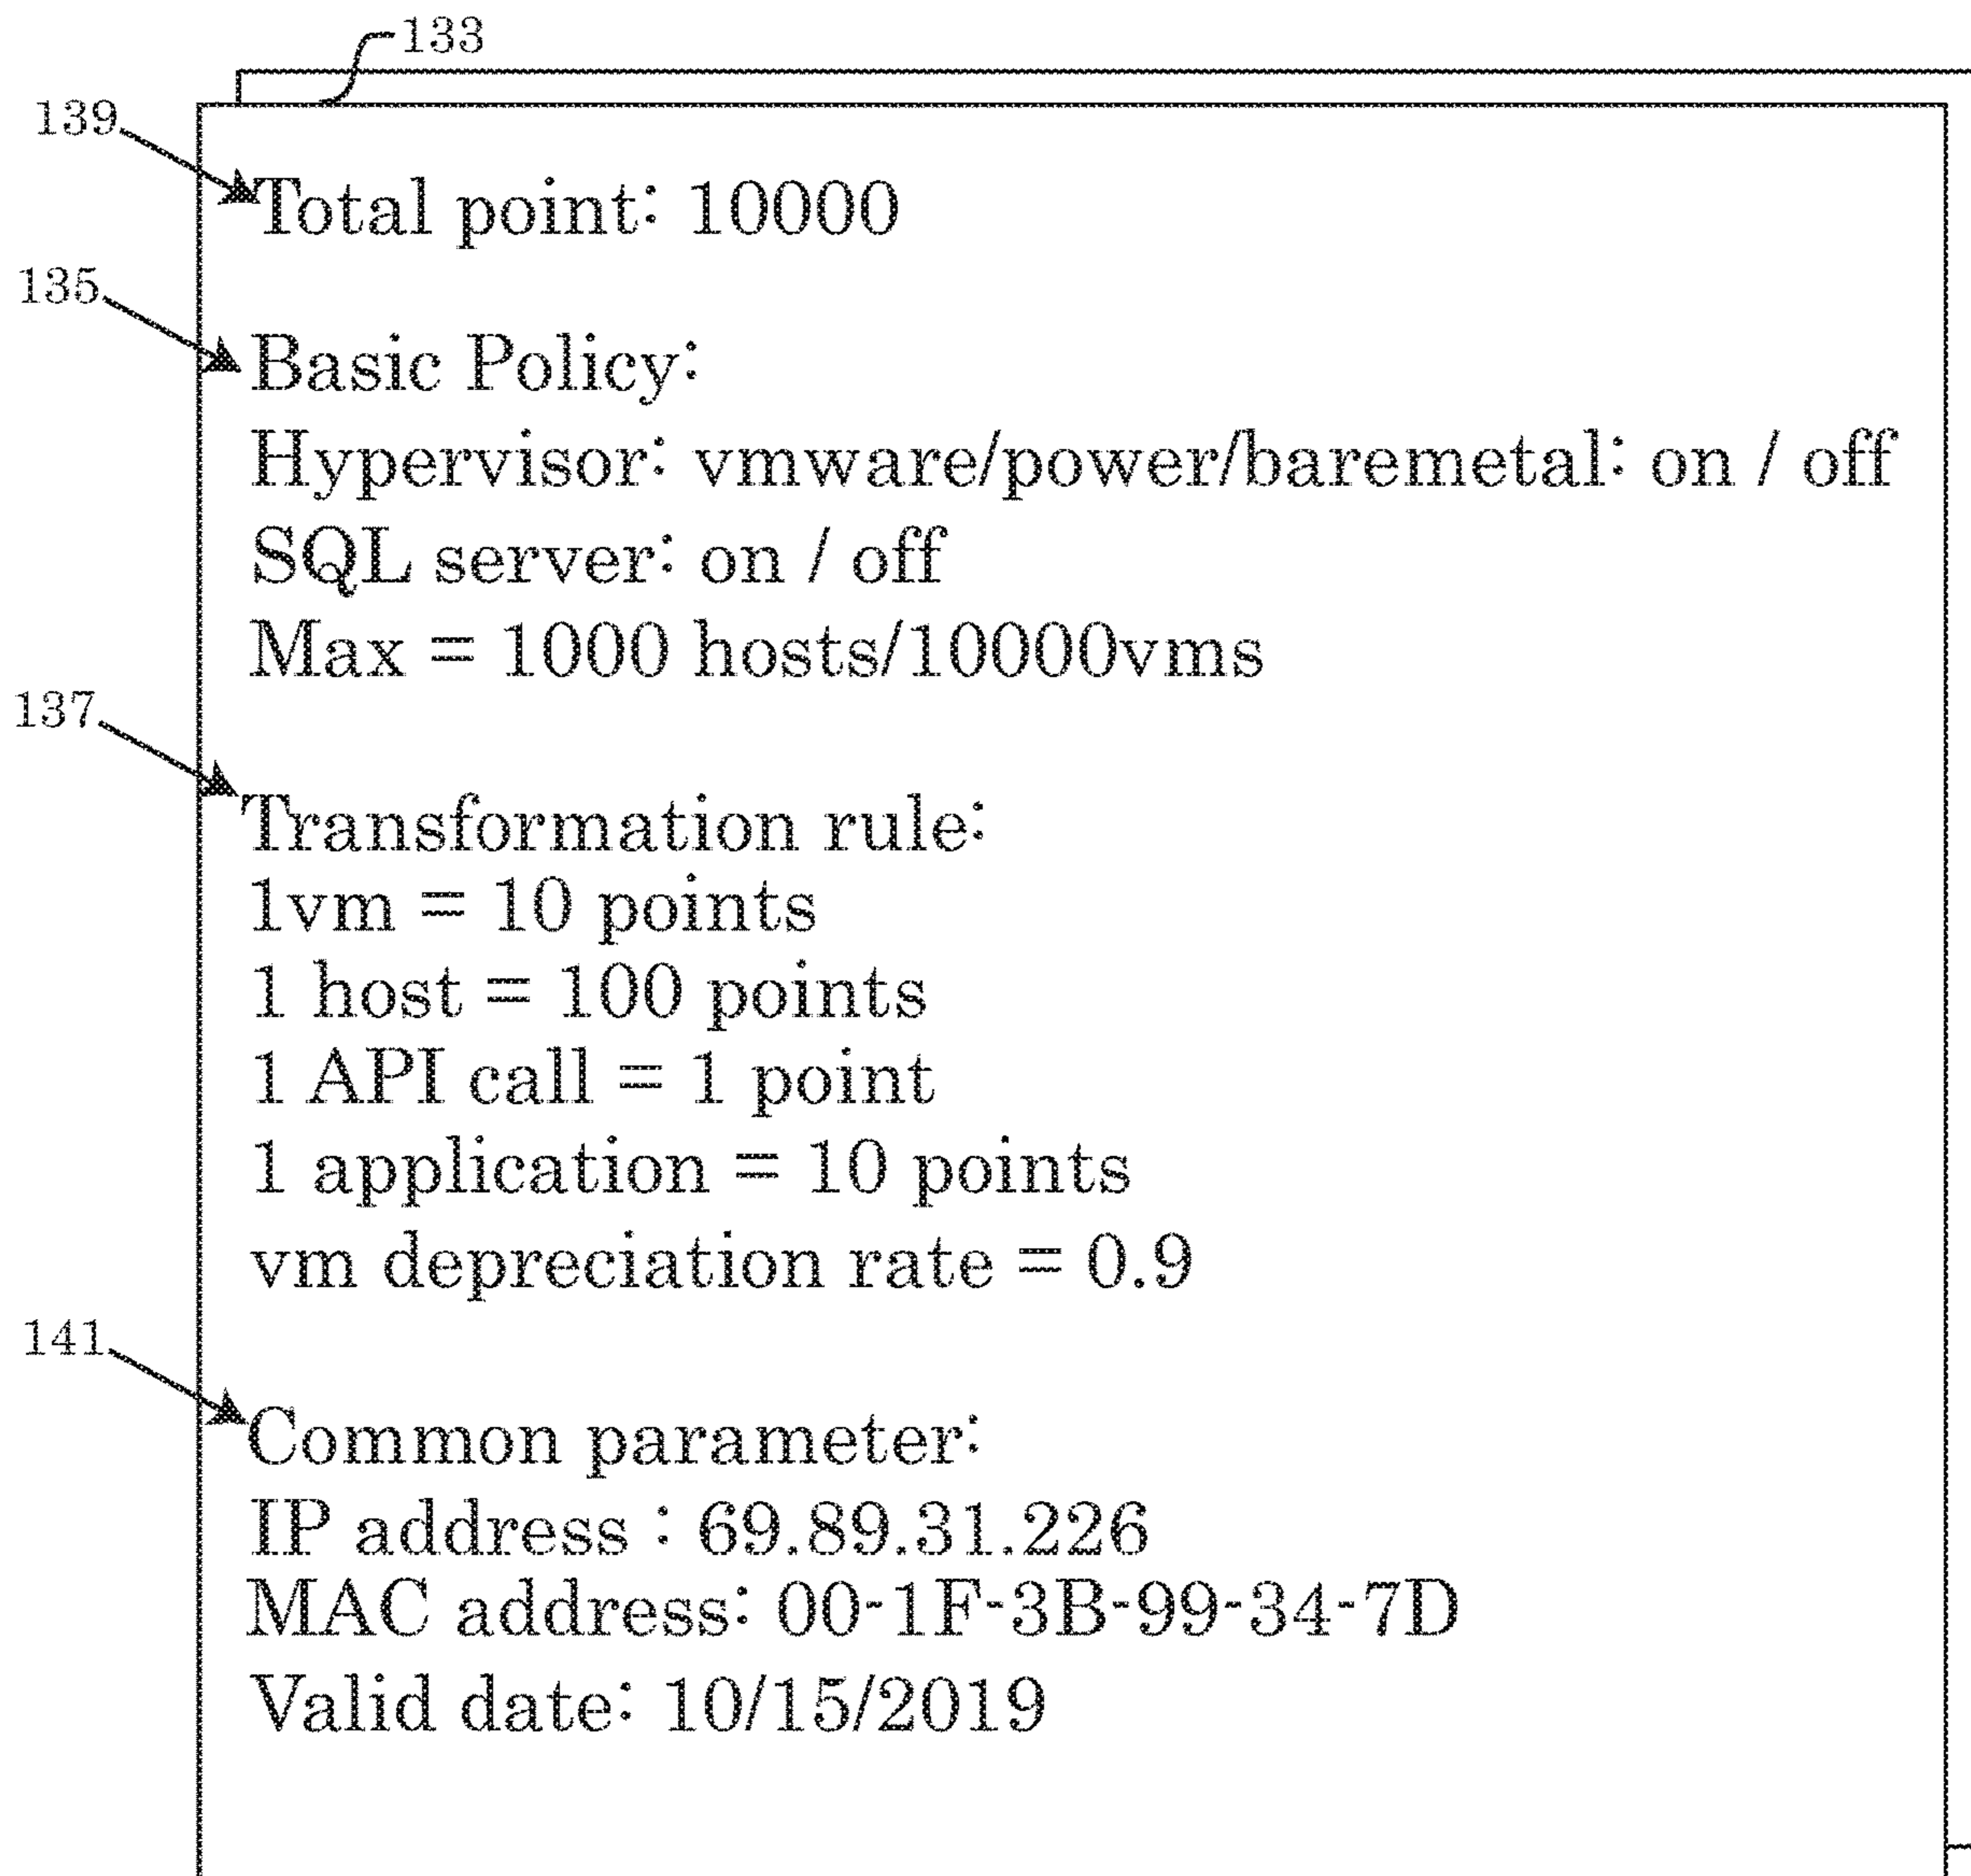 133
139
Total point: 10000
135
Basic Policy:
Hypervisor: vmware/power/baremetal: on / off
SQL server: on / off
Max = 1000 hosts/10000vms
137
Transformation rule:
1vm = 10 points
1 host = 100 points
1 API call = 1 point
1 application = 10 points
vm depreciation rate = 0.9
141
Common parameter:
IP address : 69.89.31.226
MAC address: 00-1F-3B-99-34-7D
Valid date: 10/15/2019